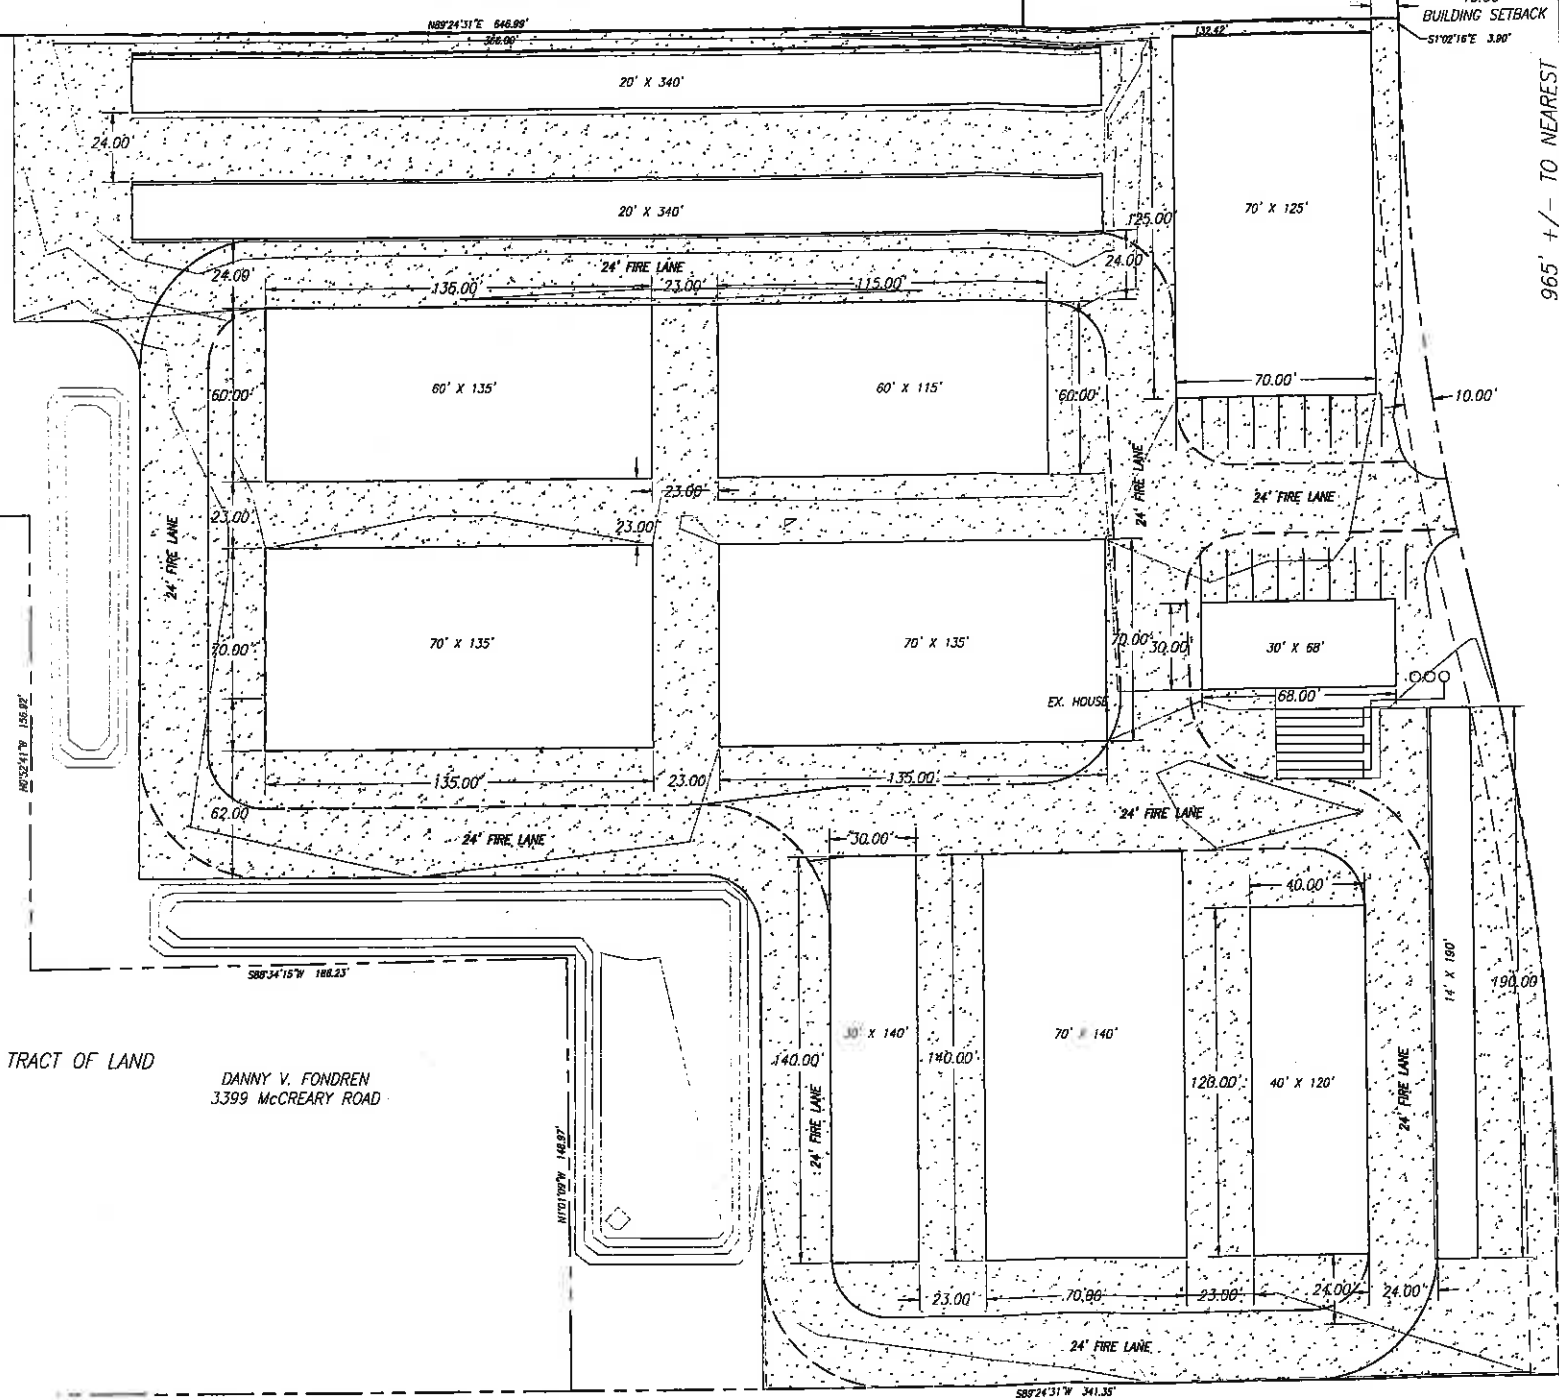 N89°24'31"E 646.99'
BUILDING SETBACK
S1°02'16"E 3.90'
132.42'
20' X 340'
24.00'
965' +/- TO NEAREST
20' X 340'
125.00'
70' X 125'
24.00'
24' FIRE LANE
24.00'
135.00'
23.00'
115.00'
60' X 135'
60' X 115'
60.00'
60.00'
70.00'
10.00'
24' FIRE LANE
24' FIRE LANE
23.00'
23.00'
23.00'
24' FIRE LANE
70' X 135'
70' X 135'
70.00'
70.00'
30.00'
30' X 68'
68.00'
EX. HOUSE
135.00'
23.00'
135.00'
62.00'
24' FIRE LANE
24' FIRE LANE
30.00'
40.00'
S88°34'15"W 188.23'
14' X 190'
190.00'
30' X 140'
70' X 140'
140.00'
140.00'
120.00'
40' X 120'
24' FIRE LANE
24' FIRE LANE
TRACT OF LAND
DANNY V. FONDREN
3399 McCREARY ROAD
N1°01'09"W 148.97'
23.00'
70.00'
23.00'
24.00'
24.00'
24' FIRE LANE
S89°24'31"W 341.35'